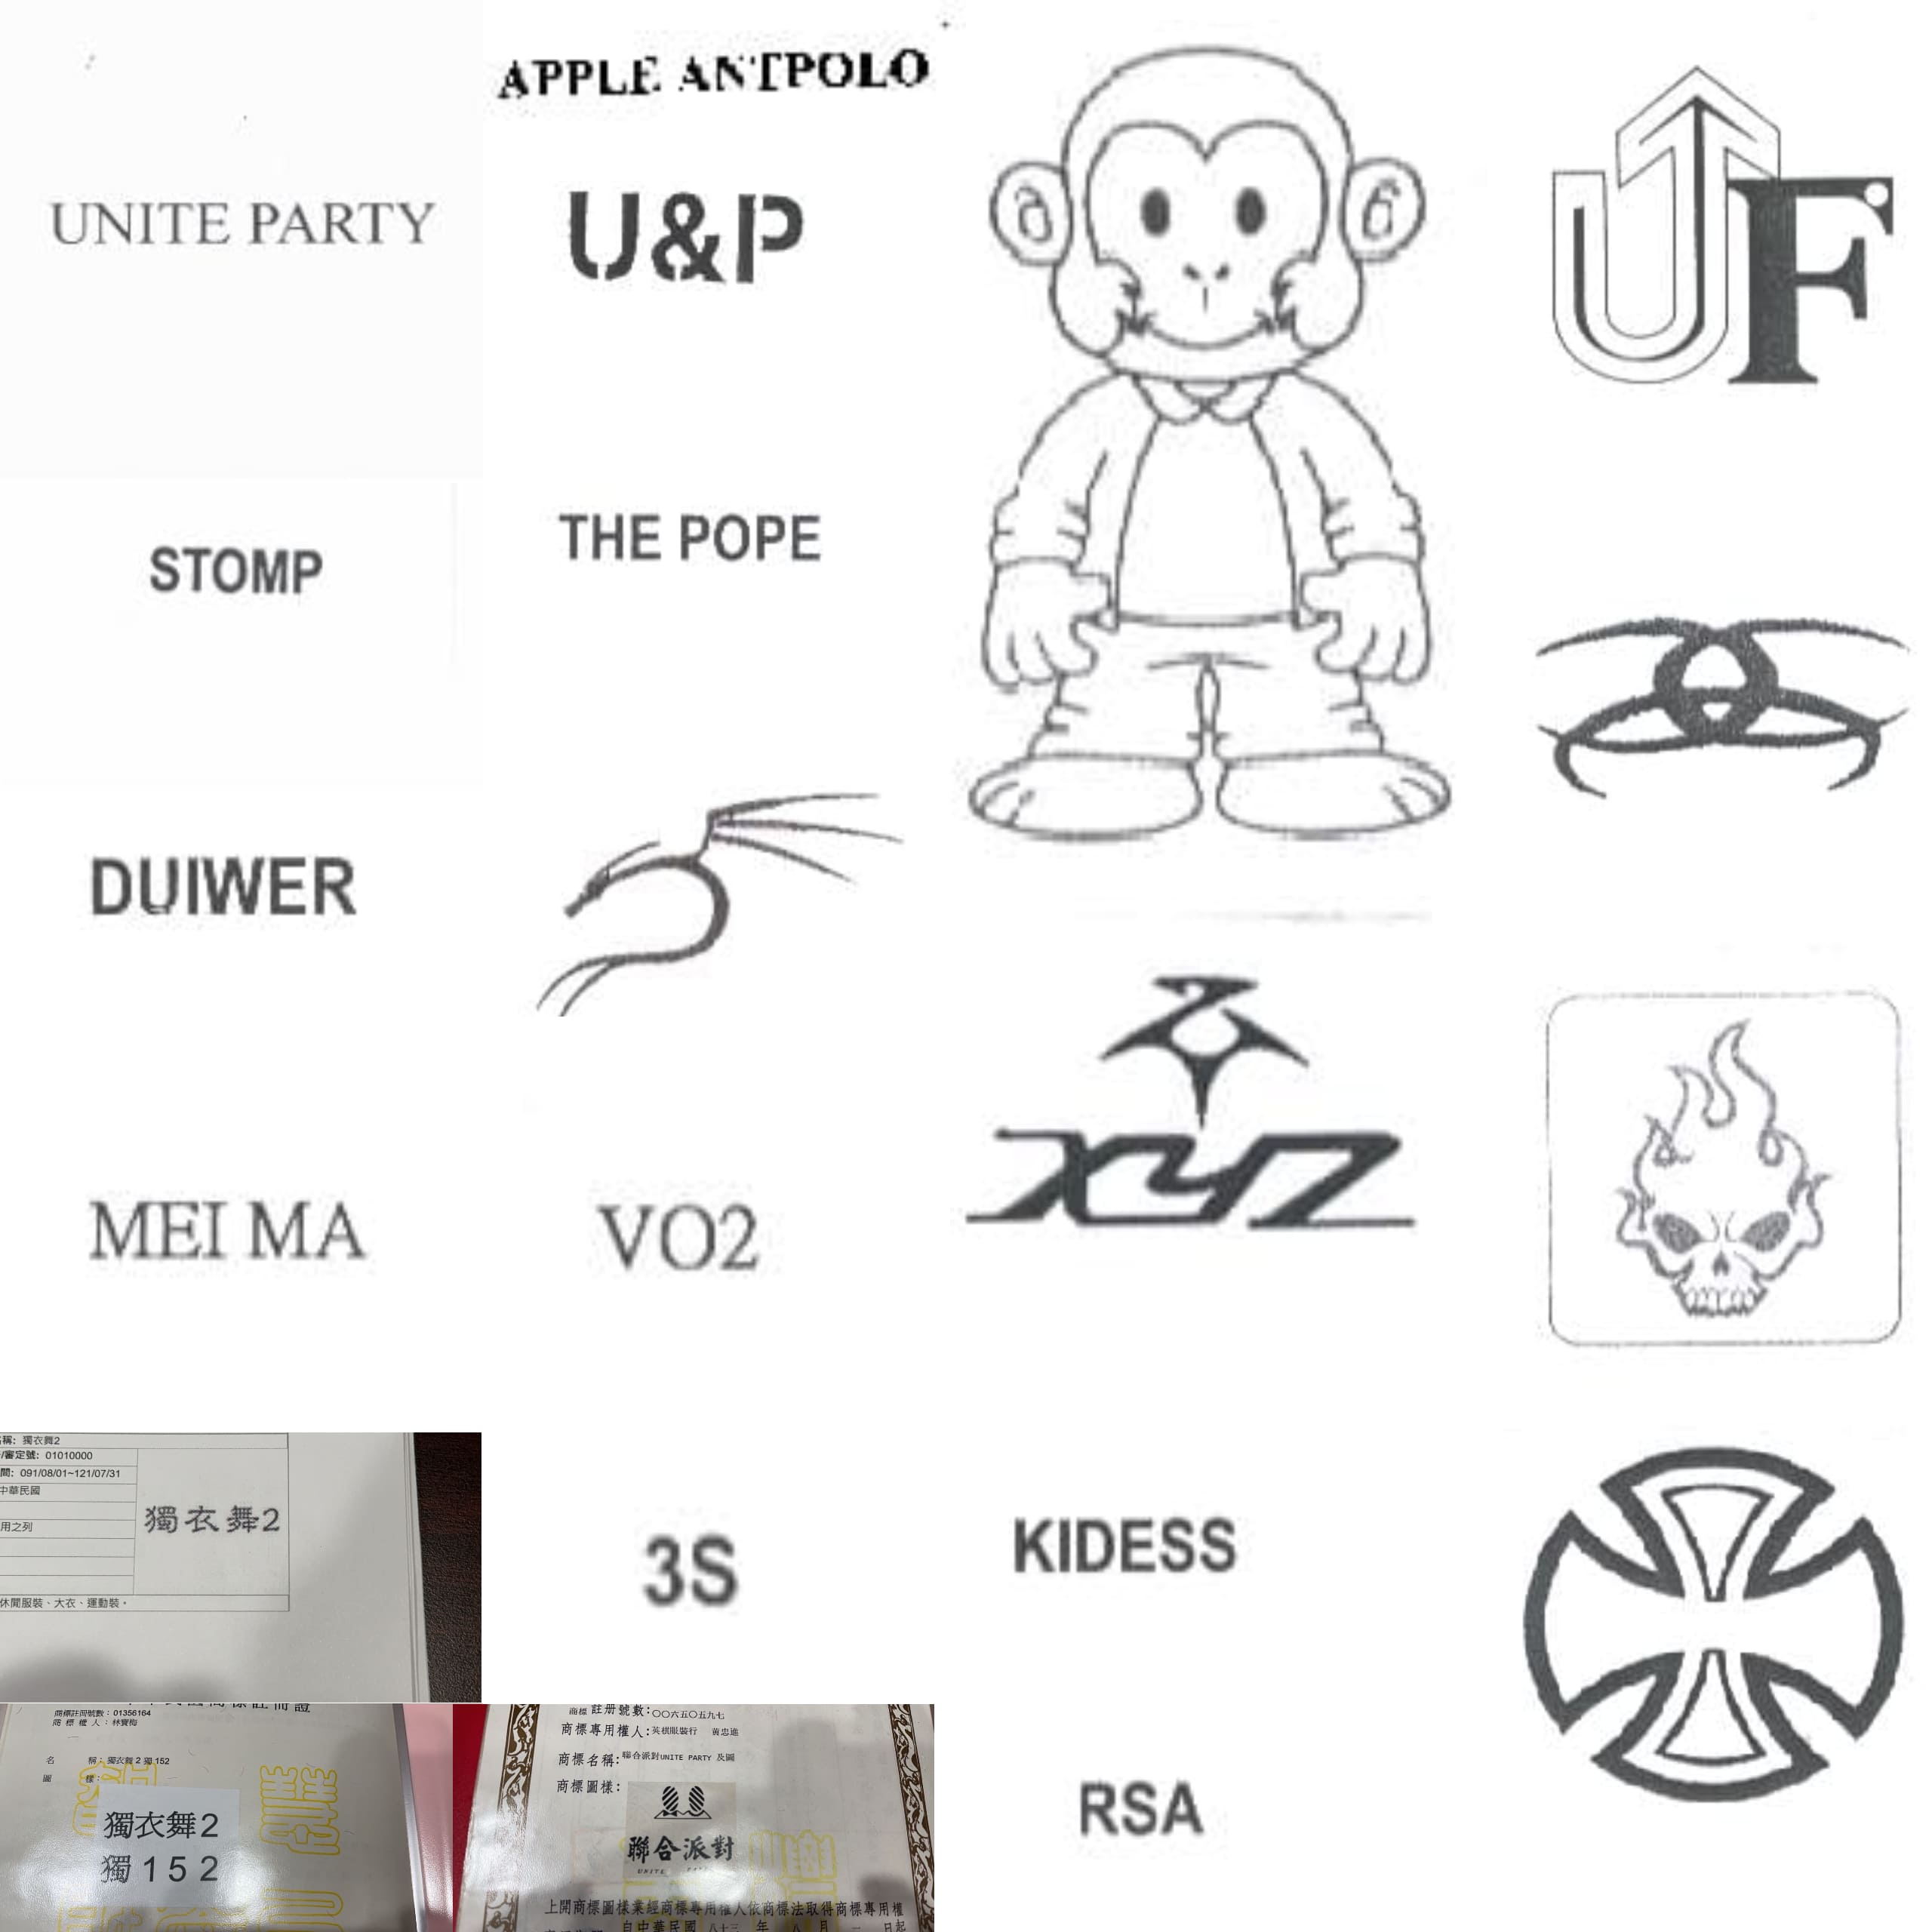 UNITE PARTY
APPLE ANTPOLO
U&P
UF
STOMP
THE POPE
DUIWER
XYZ
MEI MA
VO2
稱: 獨衣舞2
/審定號: 01010000
間: 091/08/01~121/07/31
中華民國
用之列
獨衣舞2
休閒服裝、大衣、運動裝。
3S
KIDESS
RSA
商標註冊號數：01356164
商標權人：林寶梅
名 稱：獨衣舞2 獨152
圖 樣：
獨衣舞2
獨152
商標註册號數：〇〇六五〇五九七
商標專用權人：英棋服裝行 黃忠進
商標名稱：聯合派對UNITE PARTY 及圖
商標圖樣：
聯合派對
UNITE
上開商標圖樣業經商標專用權人依商標法取得商標專用權
自中華民國 八十三 年 八 月 一 日起